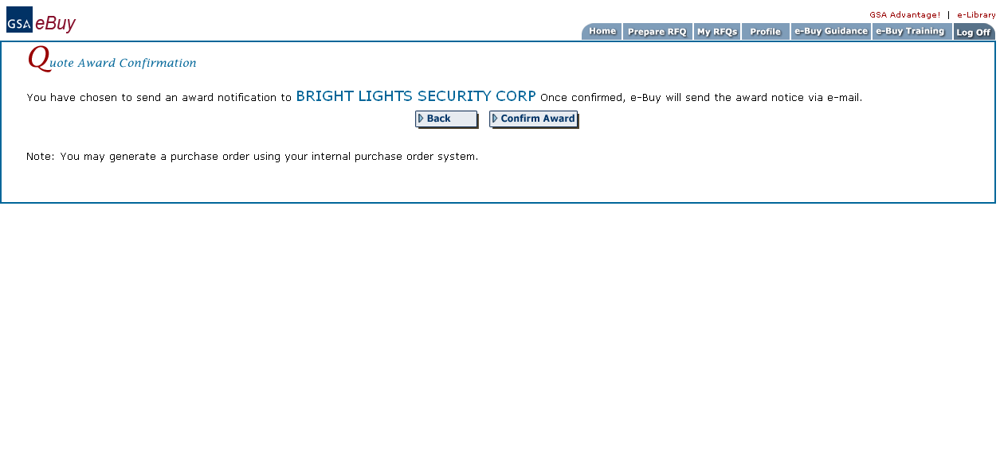 GSA eBuy
GSA Advantage! | e-Library
Home Prepare RFQ My RFQs Profile e-Buy Guidance e-Buy Training Log Off
Quote Award Confirmation
You have chosen to send an award notification to BRIGHT LIGHTS SECURITY CORP Once confirmed, e-Buy will send the award notice via e-mail.
Back Confirm Award
Note: You may generate a purchase order using your internal purchase order system.